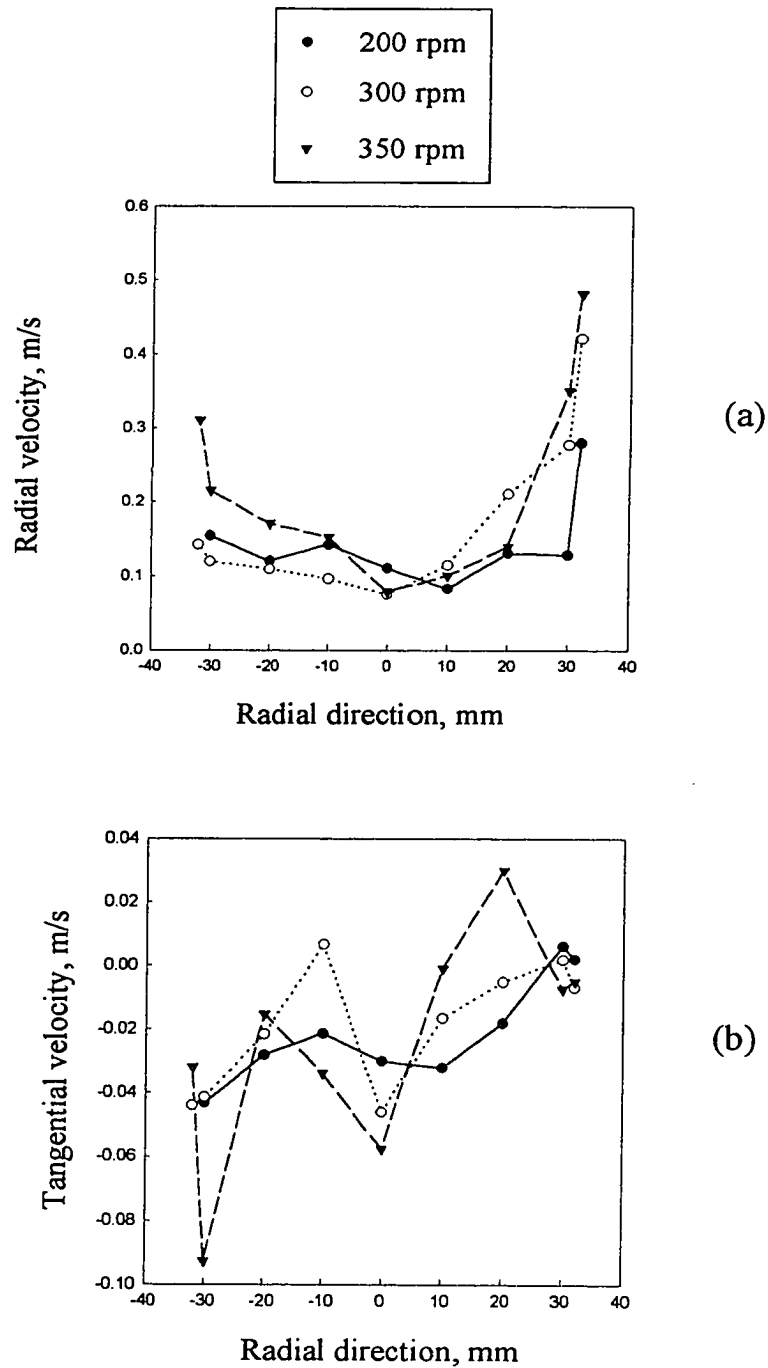 200 rpm
300 rpm
350 rpm
0.6
0.5
0.4
0.3
0.2
0.1
0.0
-40 -30 -20 -10 0 10 20 30 40
Radial velocity, m/s
Radial direction, mm
(a)
0.04
0.02
0.00
-0.02
-0.04
-0.06
-0.08
-0.10
-40 -30 -20 -10 0 10 20 30 40
Tangential velocity, m/s
Radial direction, mm
(b)